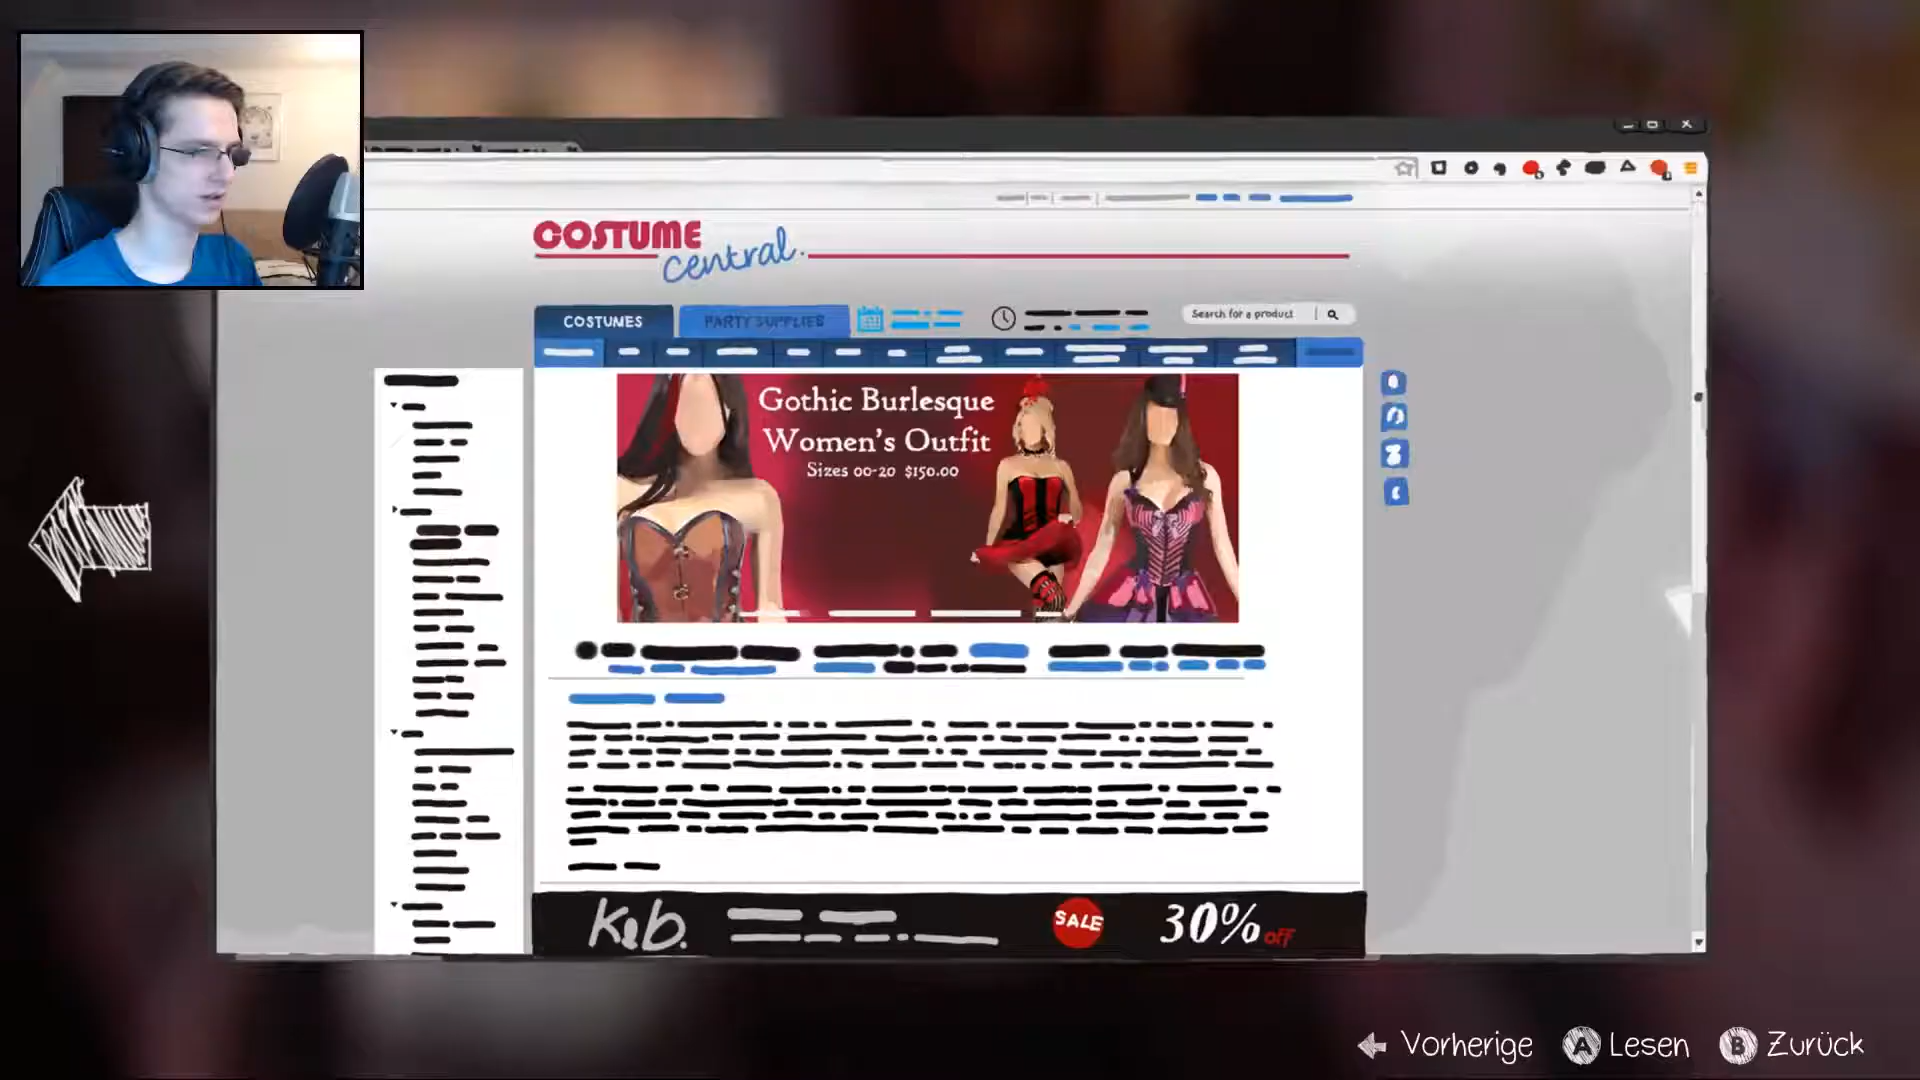 COSTUME
central.
COSTUMES
PARTY SUPPLIES
Search for a product
Gothic Burlesque
Women's Outfit
Sizes 00-20 $150.00
K&b.
SALE
30% off
Vorherige
A Lesen
B Zurück